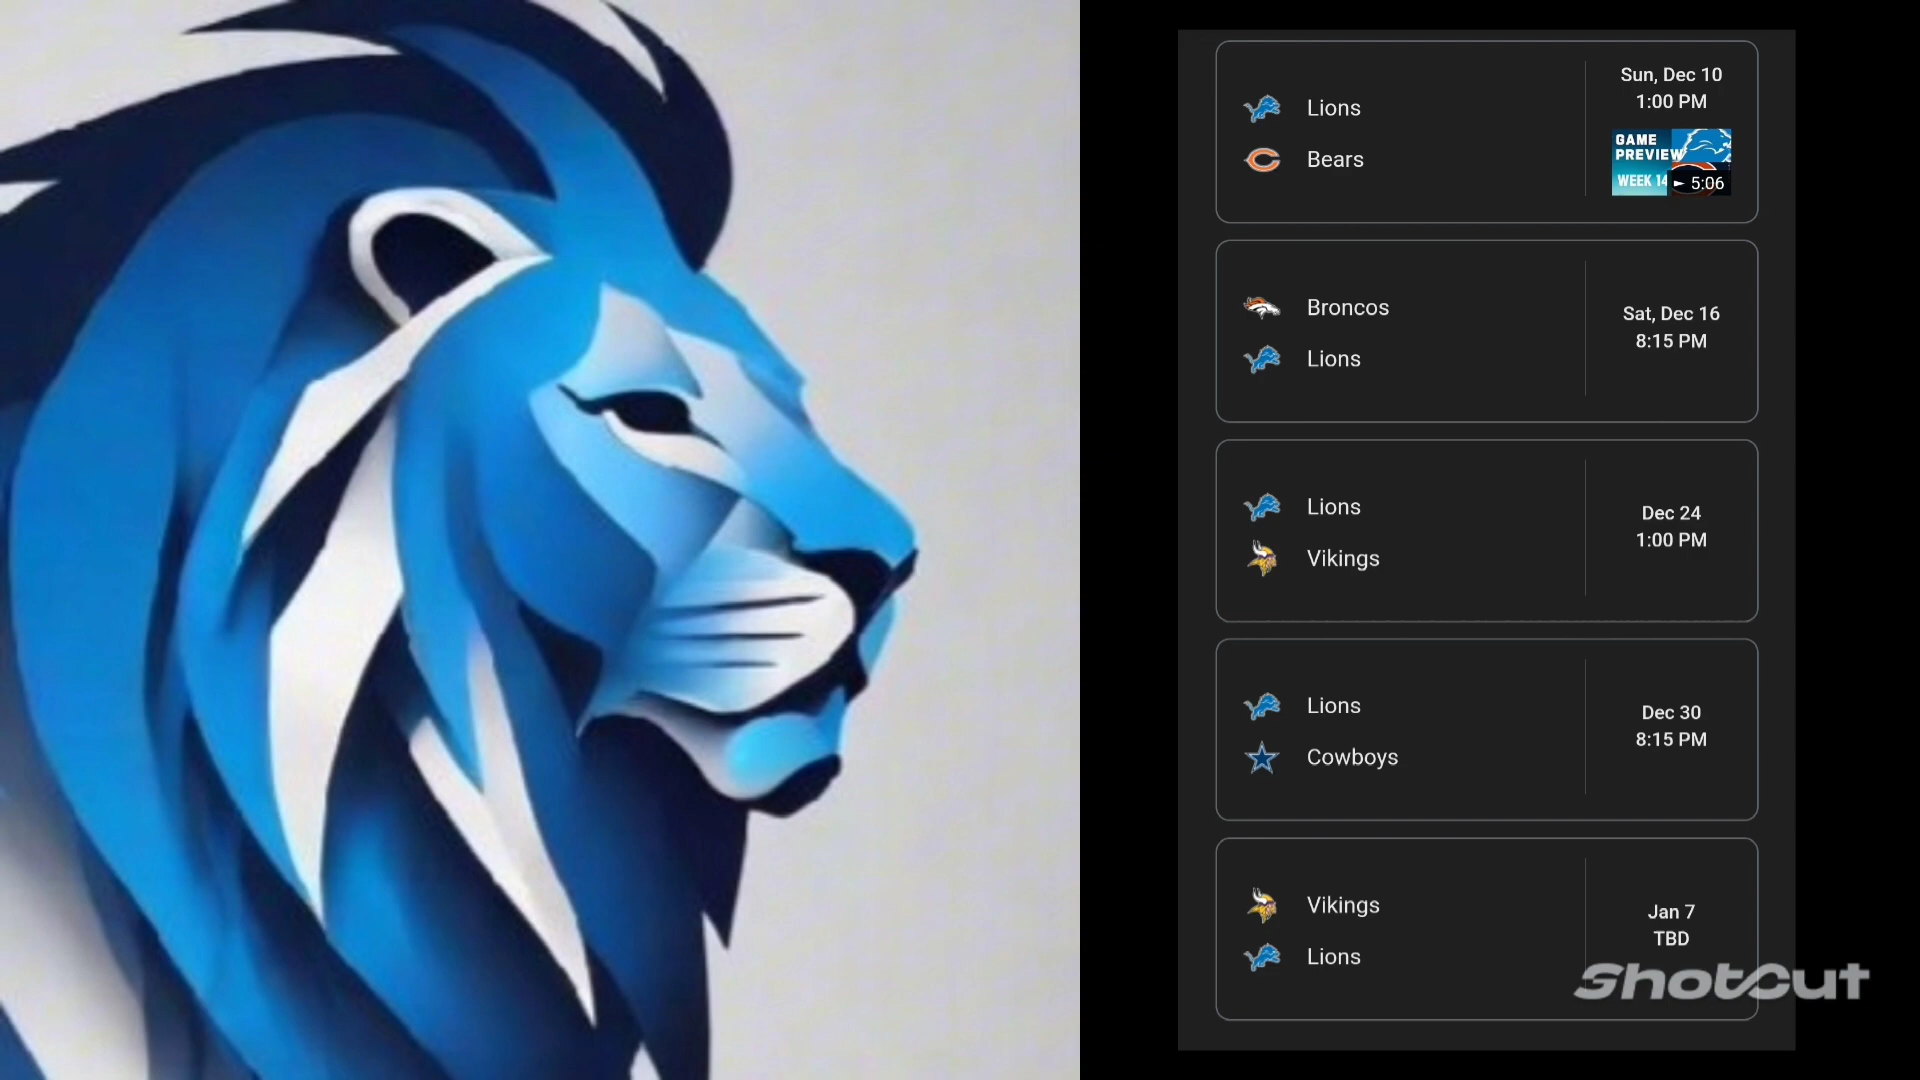 Lions
Bears
Sun, Dec 10
1:00 PM
GAME
PREVIEW
WEEK 14
5:06
Broncos
Lions
Sat, Dec 16
8:15 PM
Lions
Vikings
Dec 24
1:00 PM
Lions
Cowboys
Dec 30
8:15 PM
Vikings
Lions
Jan 7
TBD
ShotCut